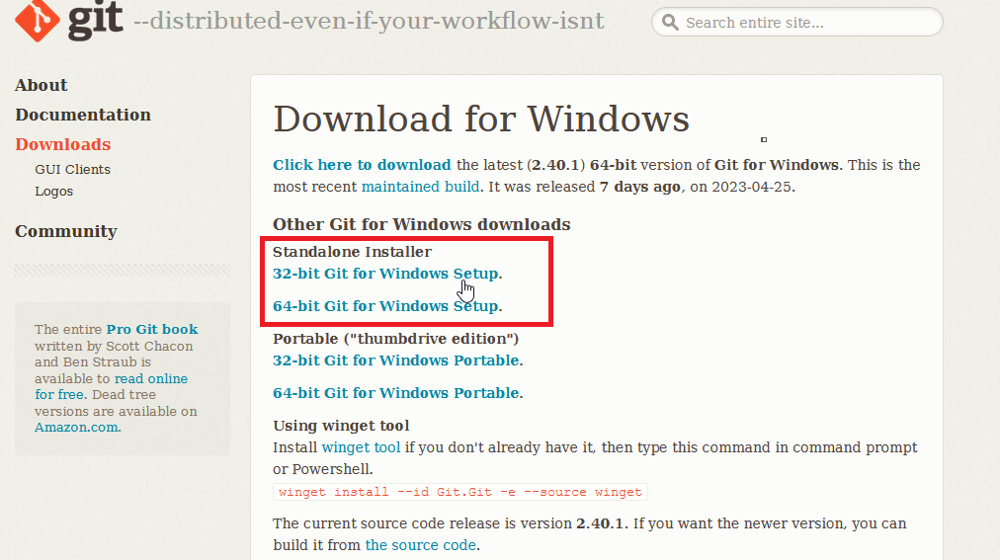 git --distributed-even-if-your-workflow-isnt
Search entire site...
About
Documentation
Downloads
GUI Clients
Logos
Community
The entire Pro Git book
written by Scott Chacon
and Ben Straub is
available to read online
for free. Dead tree
versions are available on
Amazon.com.
Download for Windows
Click here to download the latest (2.40.1) 64-bit version of Git for Windows. This is the
most recent maintained build. It was released 7 days ago, on 2023-04-25.
Other Git for Windows downloads
Standalone Installer
32-bit Git for Windows Setup.
64-bit Git for Windows Setup.
Portable ("thumbdrive edition")
32-bit Git for Windows Portable.
64-bit Git for Windows Portable.
Using winget tool
Install winget tool if you don't already have it, then type this command in command prompt
or Powershell.
winget install --id Git.Git -e --source winget
The current source code release is version 2.40.1. If you want the newer version, you can
build it from the source code.